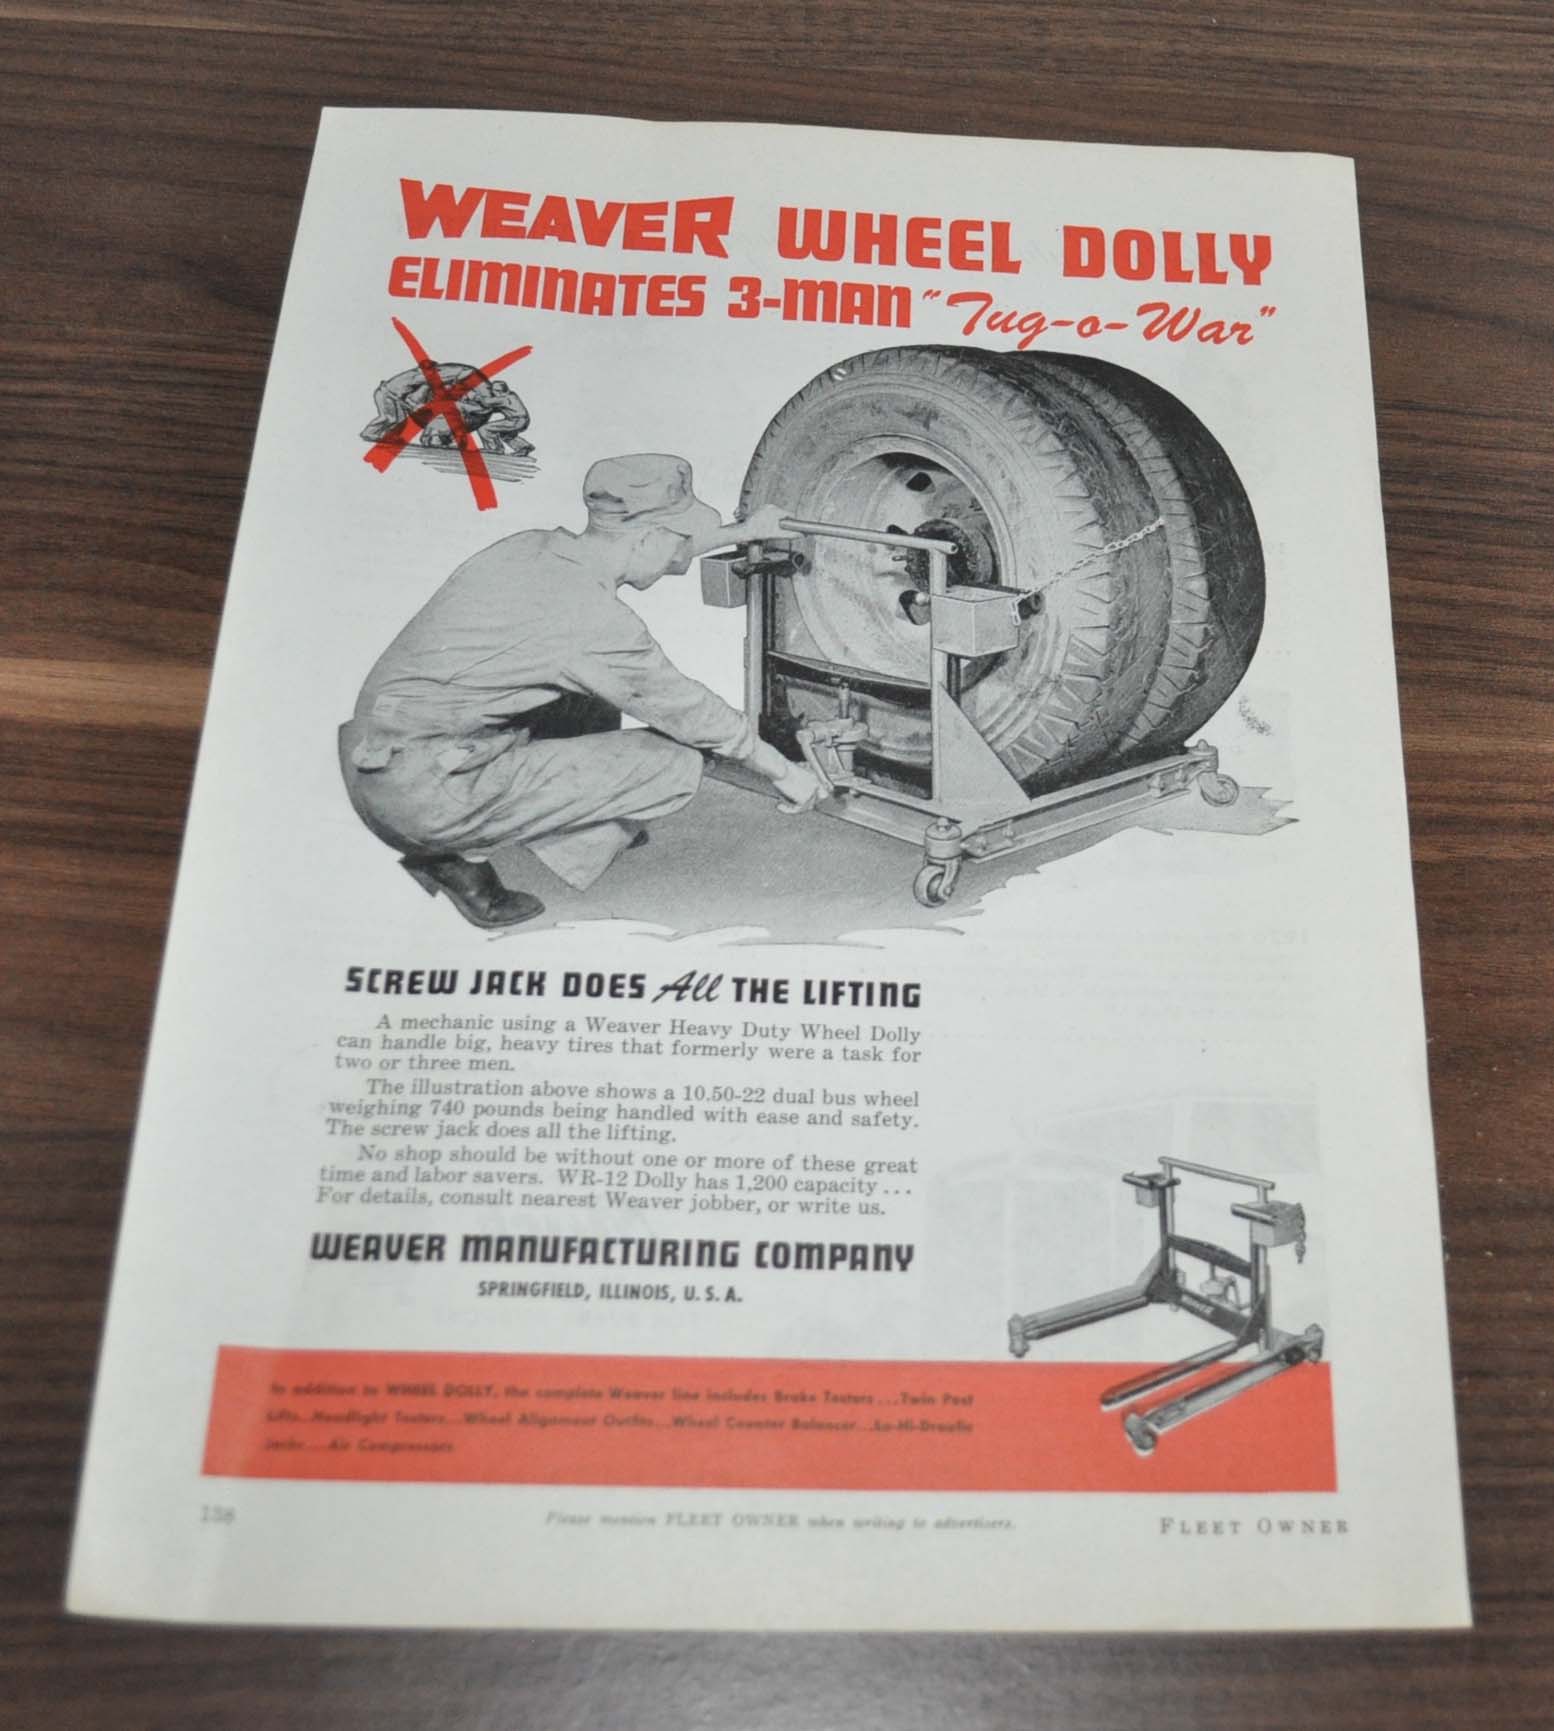 WEAVER WHEEL DOLLY
ELIMINATES 3-MAN "Tug-o-War"
SCREW JACK DOES All THE LIFTING
A mechanic using a Weaver Heavy Duty Wheel Dolly
can handle big, heavy tires that formerly were a task for
two or three men.
The illustration above shows a 10.50-22 dual bus wheel
weighing 740 pounds being handled with ease and safety.
The screw jack does all the lifting.
No shop should be without one or more of these great
time and labor savers. WR-12 Dolly has 1,200 capacity...
For details, consult nearest Weaver jobber, or write us.
WEAVER MANUFACTURING COMPANY
SPRINGFIELD, ILLINOIS, U. S. A.
In addition to WHEEL DOLLY, the complete Weaver line includes Brake Testers...Twin Post
Lifts...Headlight Testers...Wheel Alignment Outfits...Wheel Counter Balancer...Lo-Hi-Draulic
Jacks...Air Compressors
Please mention FLEET OWNER when writing to advertisers.
FLEET OWNER